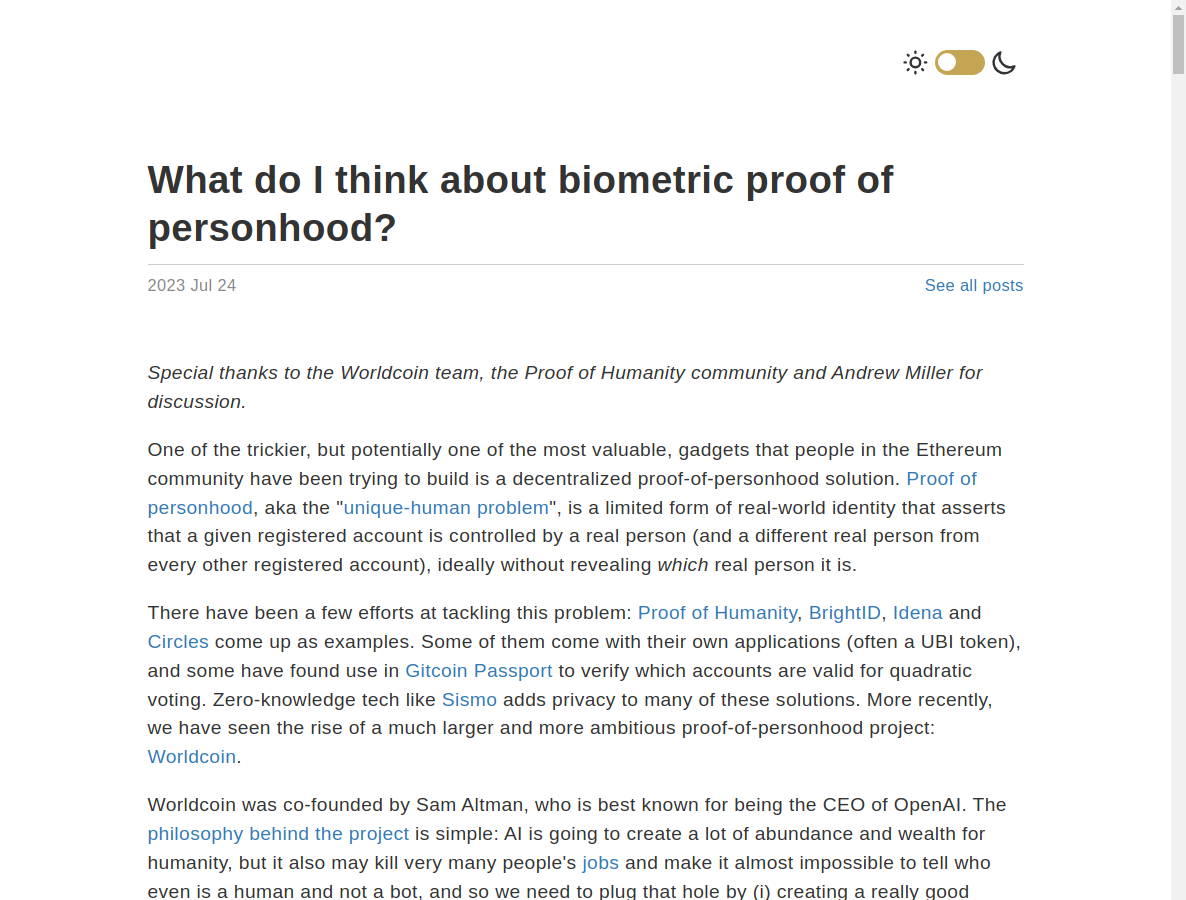 What do I think about biometric proof of
personhood?
2023 Jul 24
See all posts
Special thanks to the Worldcoin team, the Proof of Humanity community and Andrew Miller for
discussion.
One of the trickier, but potentially one of the most valuable, gadgets that people in the Ethereum
community have been trying to build is a decentralized proof-of-personhood solution. Proof of
personhood, aka the "unique-human problem", is a limited form of real-world identity that asserts
that a given registered account is controlled by a real person (and a different real person from
every other registered account), ideally without revealing which real person it is.
There have been a few efforts at tackling this problem: Proof of Humanity, BrightID, Idena and
Circles come up as examples. Some of them come with their own applications (often a UBI token),
and some have found use in Gitcoin Passport to verify which accounts are valid for quadratic
voting. Zero-knowledge tech like Sismo adds privacy to many of these solutions. More recently,
we have seen the rise of a much larger and more ambitious proof-of-personhood project:
Worldcoin.
Worldcoin was co-founded by Sam Altman, who is best known for being the CEO of OpenAI. The
philosophy behind the project is simple: AI is going to create a lot of abundance and wealth for
humanity, but it also may kill very many people's jobs and make it almost impossible to tell who
even is a human and not a bot, and so we need to plug that hole by (i) creating a really good